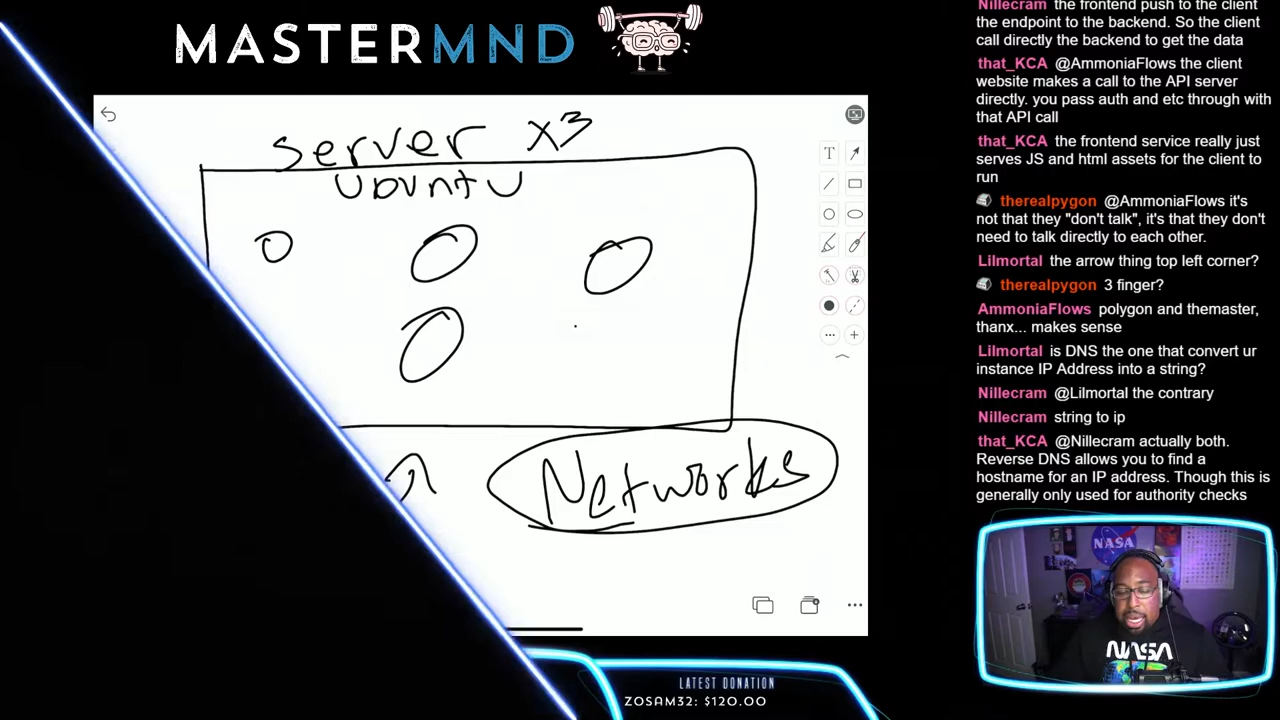 MASTERMND
server x3
Ubuntu
Networks
T
Nillecram the frontend push to the client
the endpoint to the backend. So the client
call directly the backend to get the data
that_KCA @AmmoniaFlows the client
website makes a call to the API server
directly. you pass auth and etc through with
that API call
that_KCA the frontend service really just
serves JS and html assets for the client to
run
therealpygon @AmmoniaFlows it's
not that they "don't talk", it's that they don't
need to talk directly to each other.
Lilmortal the arrow thing top left corner?
therealpygon 3 finger?
AmmoniaFlows polygon and themaster,
thanx... makes sense
Lilmortal is DNS the one that convert ur
instance IP Address into a string?
Nillecram @Lilmortal the contrary
Nillecram string to ip
that_KCA @Nillecram actually both.
Reverse DNS allows you to find a
hostname for an IP address. Though this is
generally only used for authority checks
NASA
NASA
LATEST DONATION
ZOSAM32: $120.00